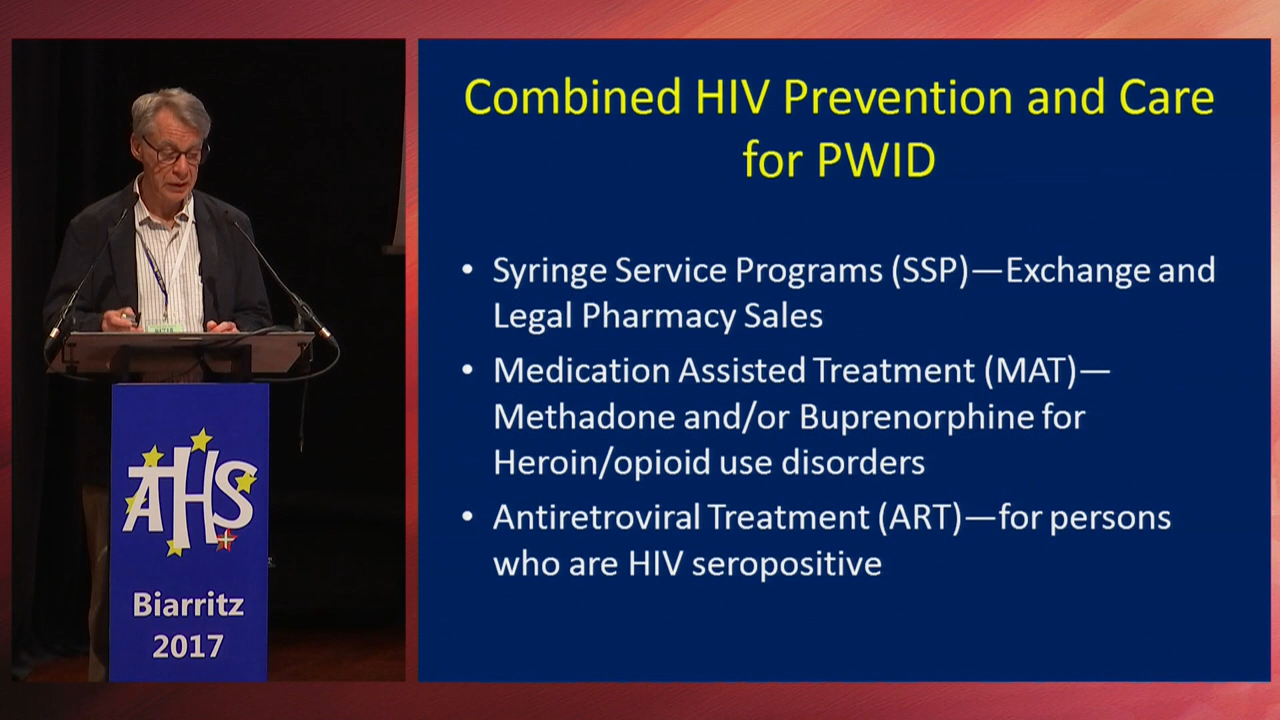 Combined HIV Prevention and Care
for PWID
• Syringe Service Programs (SSP)—Exchange and
Legal Pharmacy Sales
• Medication Assisted Treatment (MAT)—
Methadone and/or Buprenorphine for
Heroin/opioid use disorders
• Antiretroviral Treatment (ART)—for persons
who are HIV seropositive
ATHS
Biarritz
2017